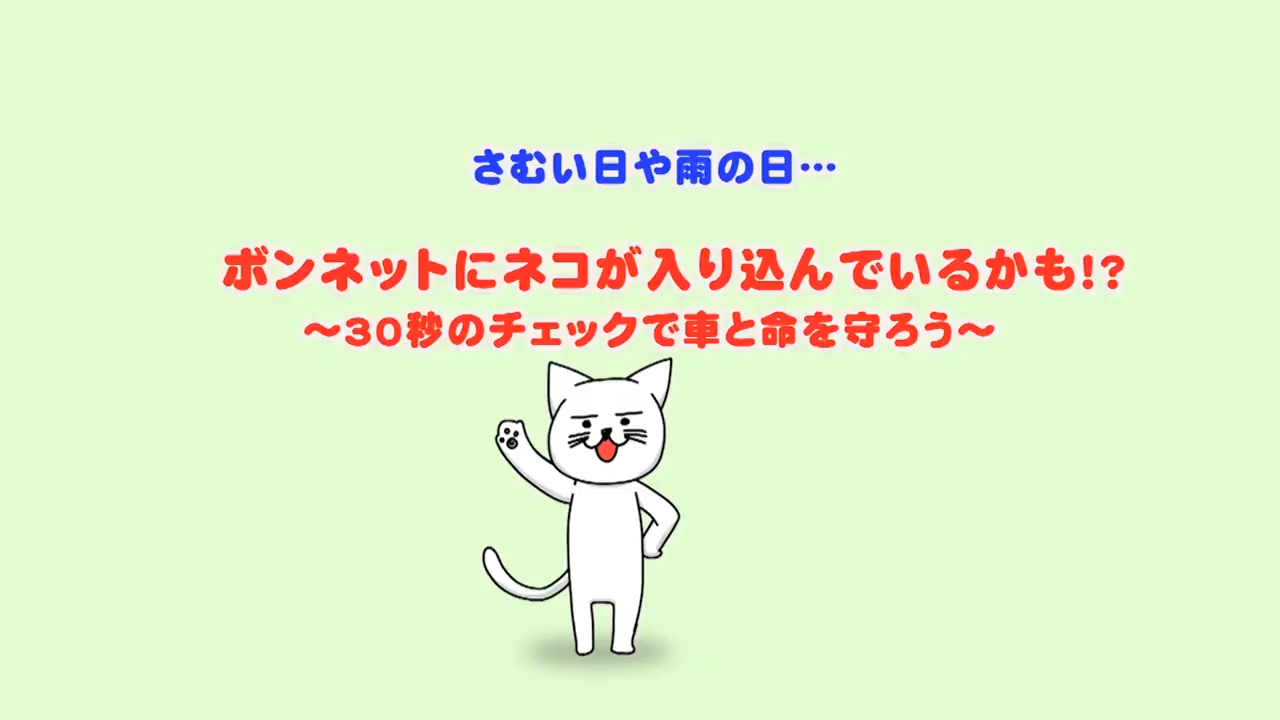 さむい日や雨の日…
ボンネットにネコが入り込んでいるかも!?
～30秒のチェックで車と命を守ろう～